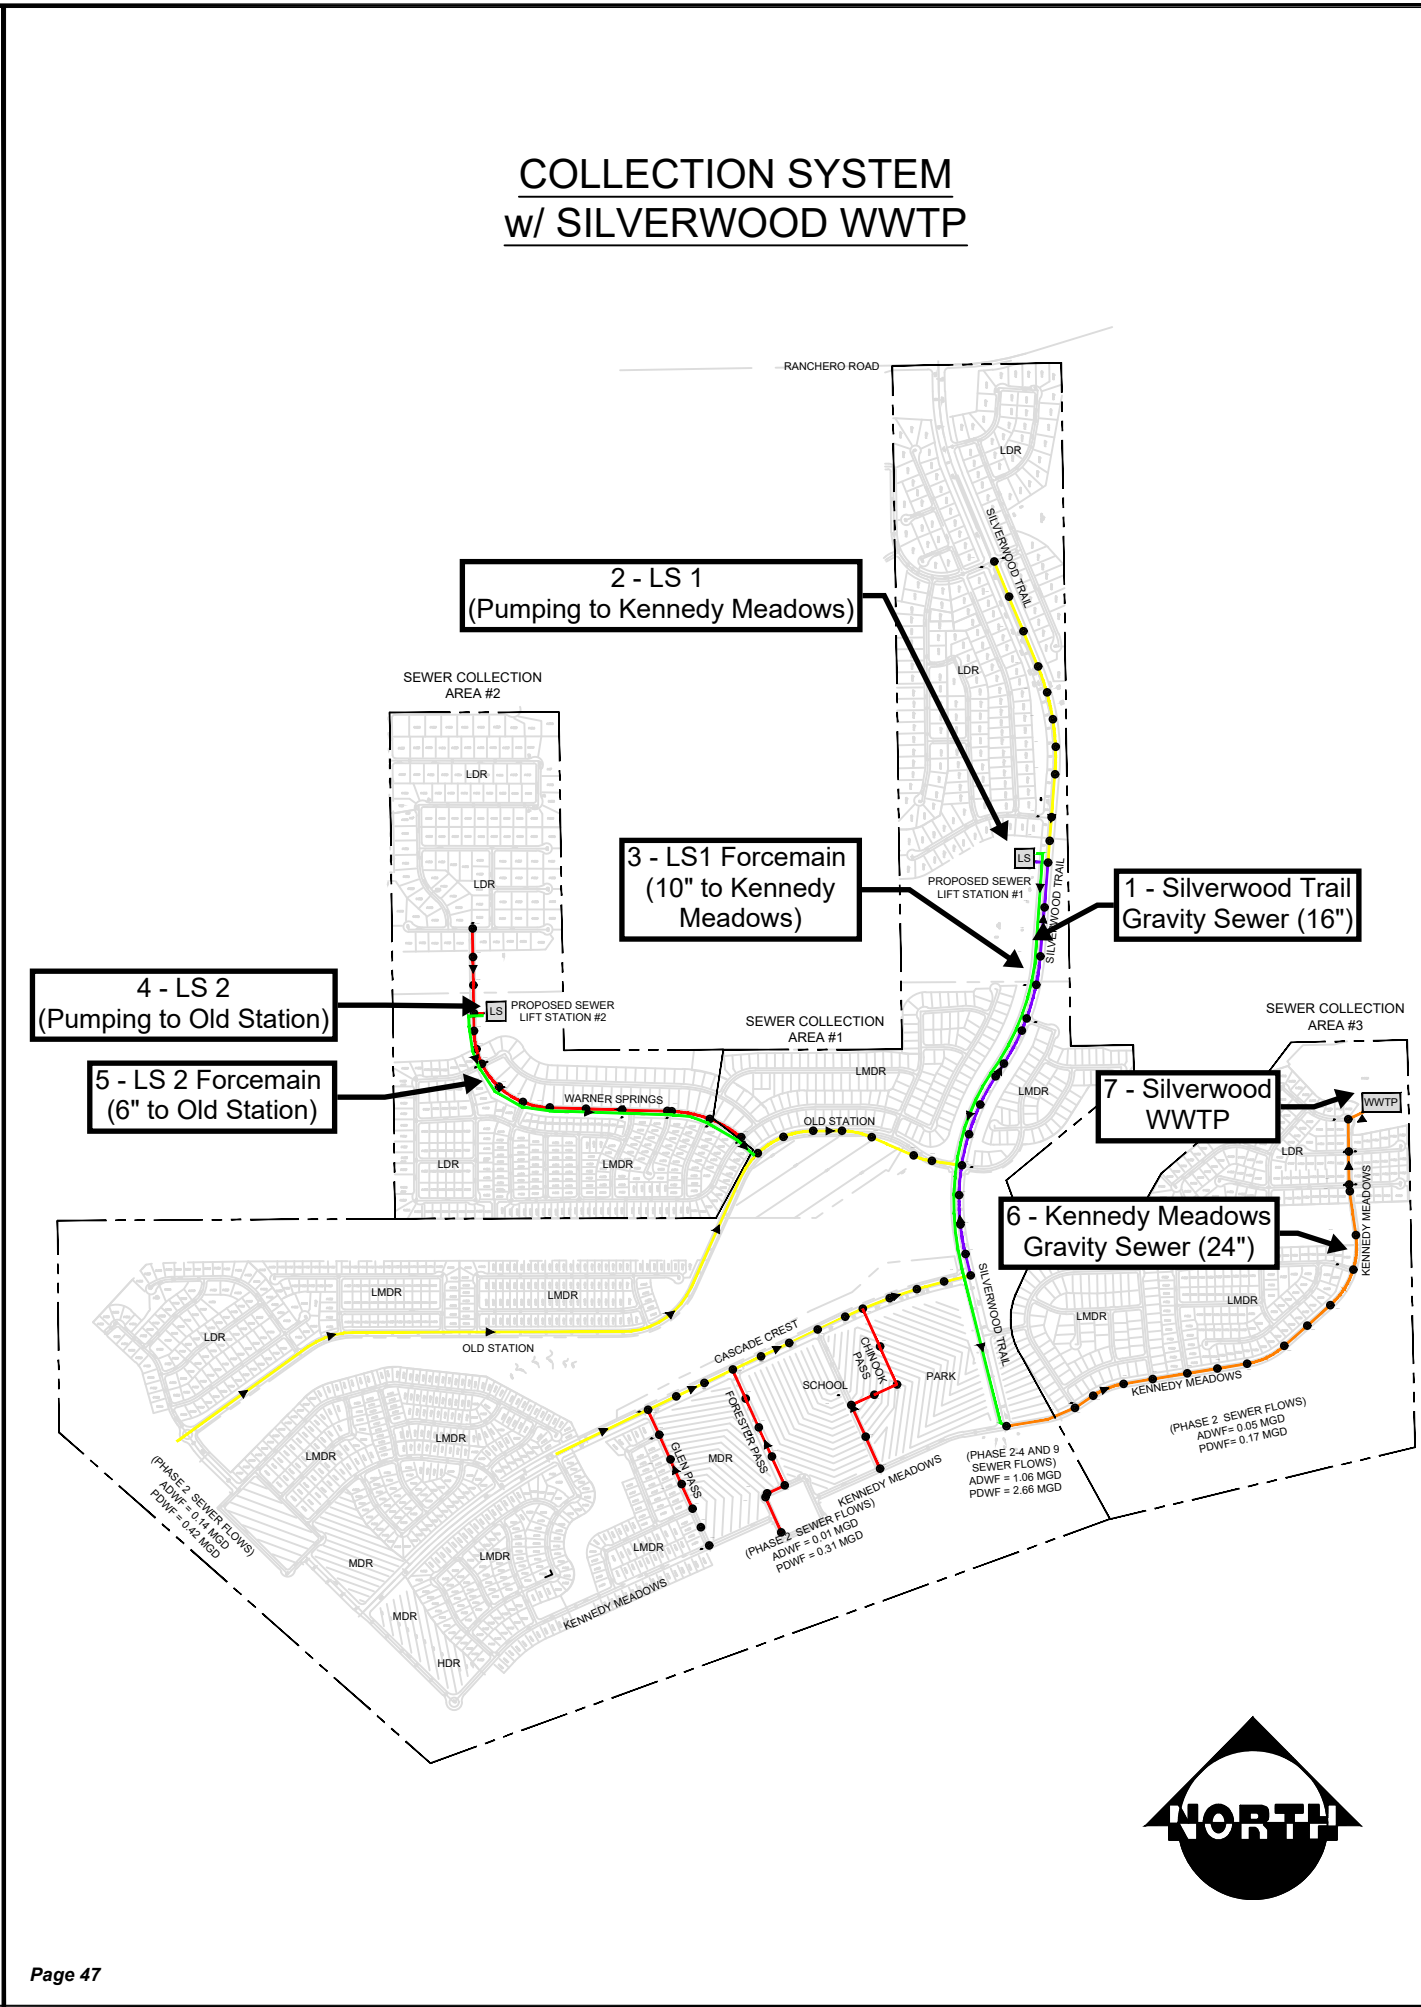 COLLECTION SYSTEM
w/ SILVERWOOD WWTP
RANCHERO ROAD
LDR
SILVERWOOD TRAIL
2 - LS 1
(Pumping to Kennedy Meadows)
LDR
SEWER COLLECTION
AREA #2
LDR
LDR
3 - LS1 Forcemain
(10" to Kennedy
Meadows)
LS
PROPOSED SEWER
LIFT STATION #1
SILVERWOOD TRAIL
1 - Silverwood Trail
Gravity Sewer (16")
4 - LS 2
(Pumping to Old Station)
LS
PROPOSED SEWER
LIFT STATION #2
SEWER COLLECTION
AREA #1
SEWER COLLECTION
AREA #3
5 - LS 2 Forcemain
(6" to Old Station)
WARNER SPRINGS
LMDR
LMDR
7 - Silverwood
WWTP
WWTP
OLD STATION
LDR
LMDR
LDR
KENNEDY MEADOWS
6 - Kennedy Meadows
Gravity Sewer (24")
LMDR
LMDR
LDR
OLD STATION
SILVERWOOD TRAIL
LMDR
LMDR
CASCADE CREST
CHINOOK
PASS
SCHOOL
PARK
KENNEDY MEADOWS
FORESTER PASS
GLEN PASS
MDR
LMDR
LMDR
(PHASE 2 SEWER FLOWS)
ADWF= 0.05 MGD
PDWF= 0.17 MGD
(PHASE 2-4 AND 9
SEWER FLOWS)
ADWF = 1.06 MGD
PDWF = 2.66 MGD
KENNEDY MEADOWS
(PHASE 2 SEWER FLOWS)
ADWF = 0.14 MGD
PDWF = 0.42 MGD
(PHASE 2 SEWER FLOWS)
ADWF = 0.01 MGD
PDWF = 0.31 MGD
MDR
LMDR
LMDR
KENNEDY MEADOWS
MDR
HDR
NORTH
Page 47